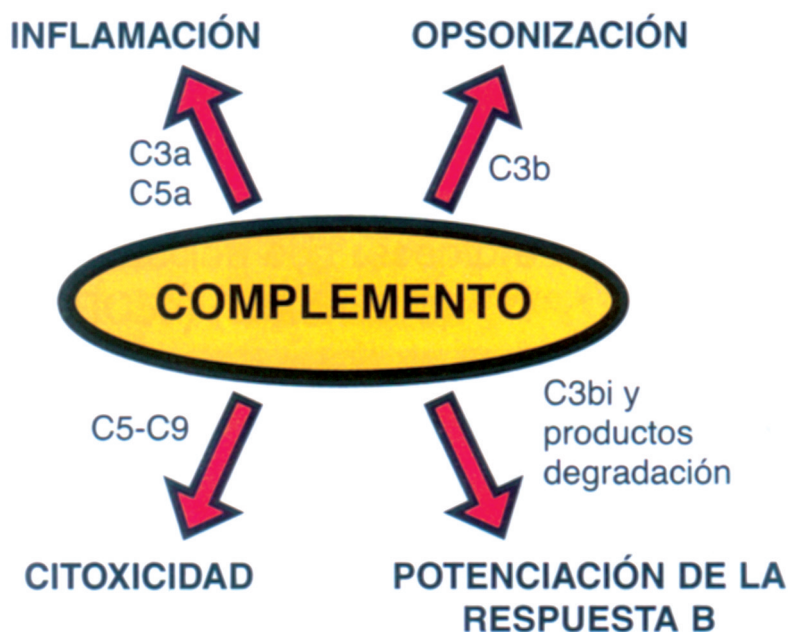 INFLAMACIÓN
OPSONIZACIÓN
C3a
C5a
C3b
COMPLEMENTO
C5-C9
C3bi y
productos
degradación
CITOXICIDAD
POTENCIACIÓN DE LA
RESPUESTA B